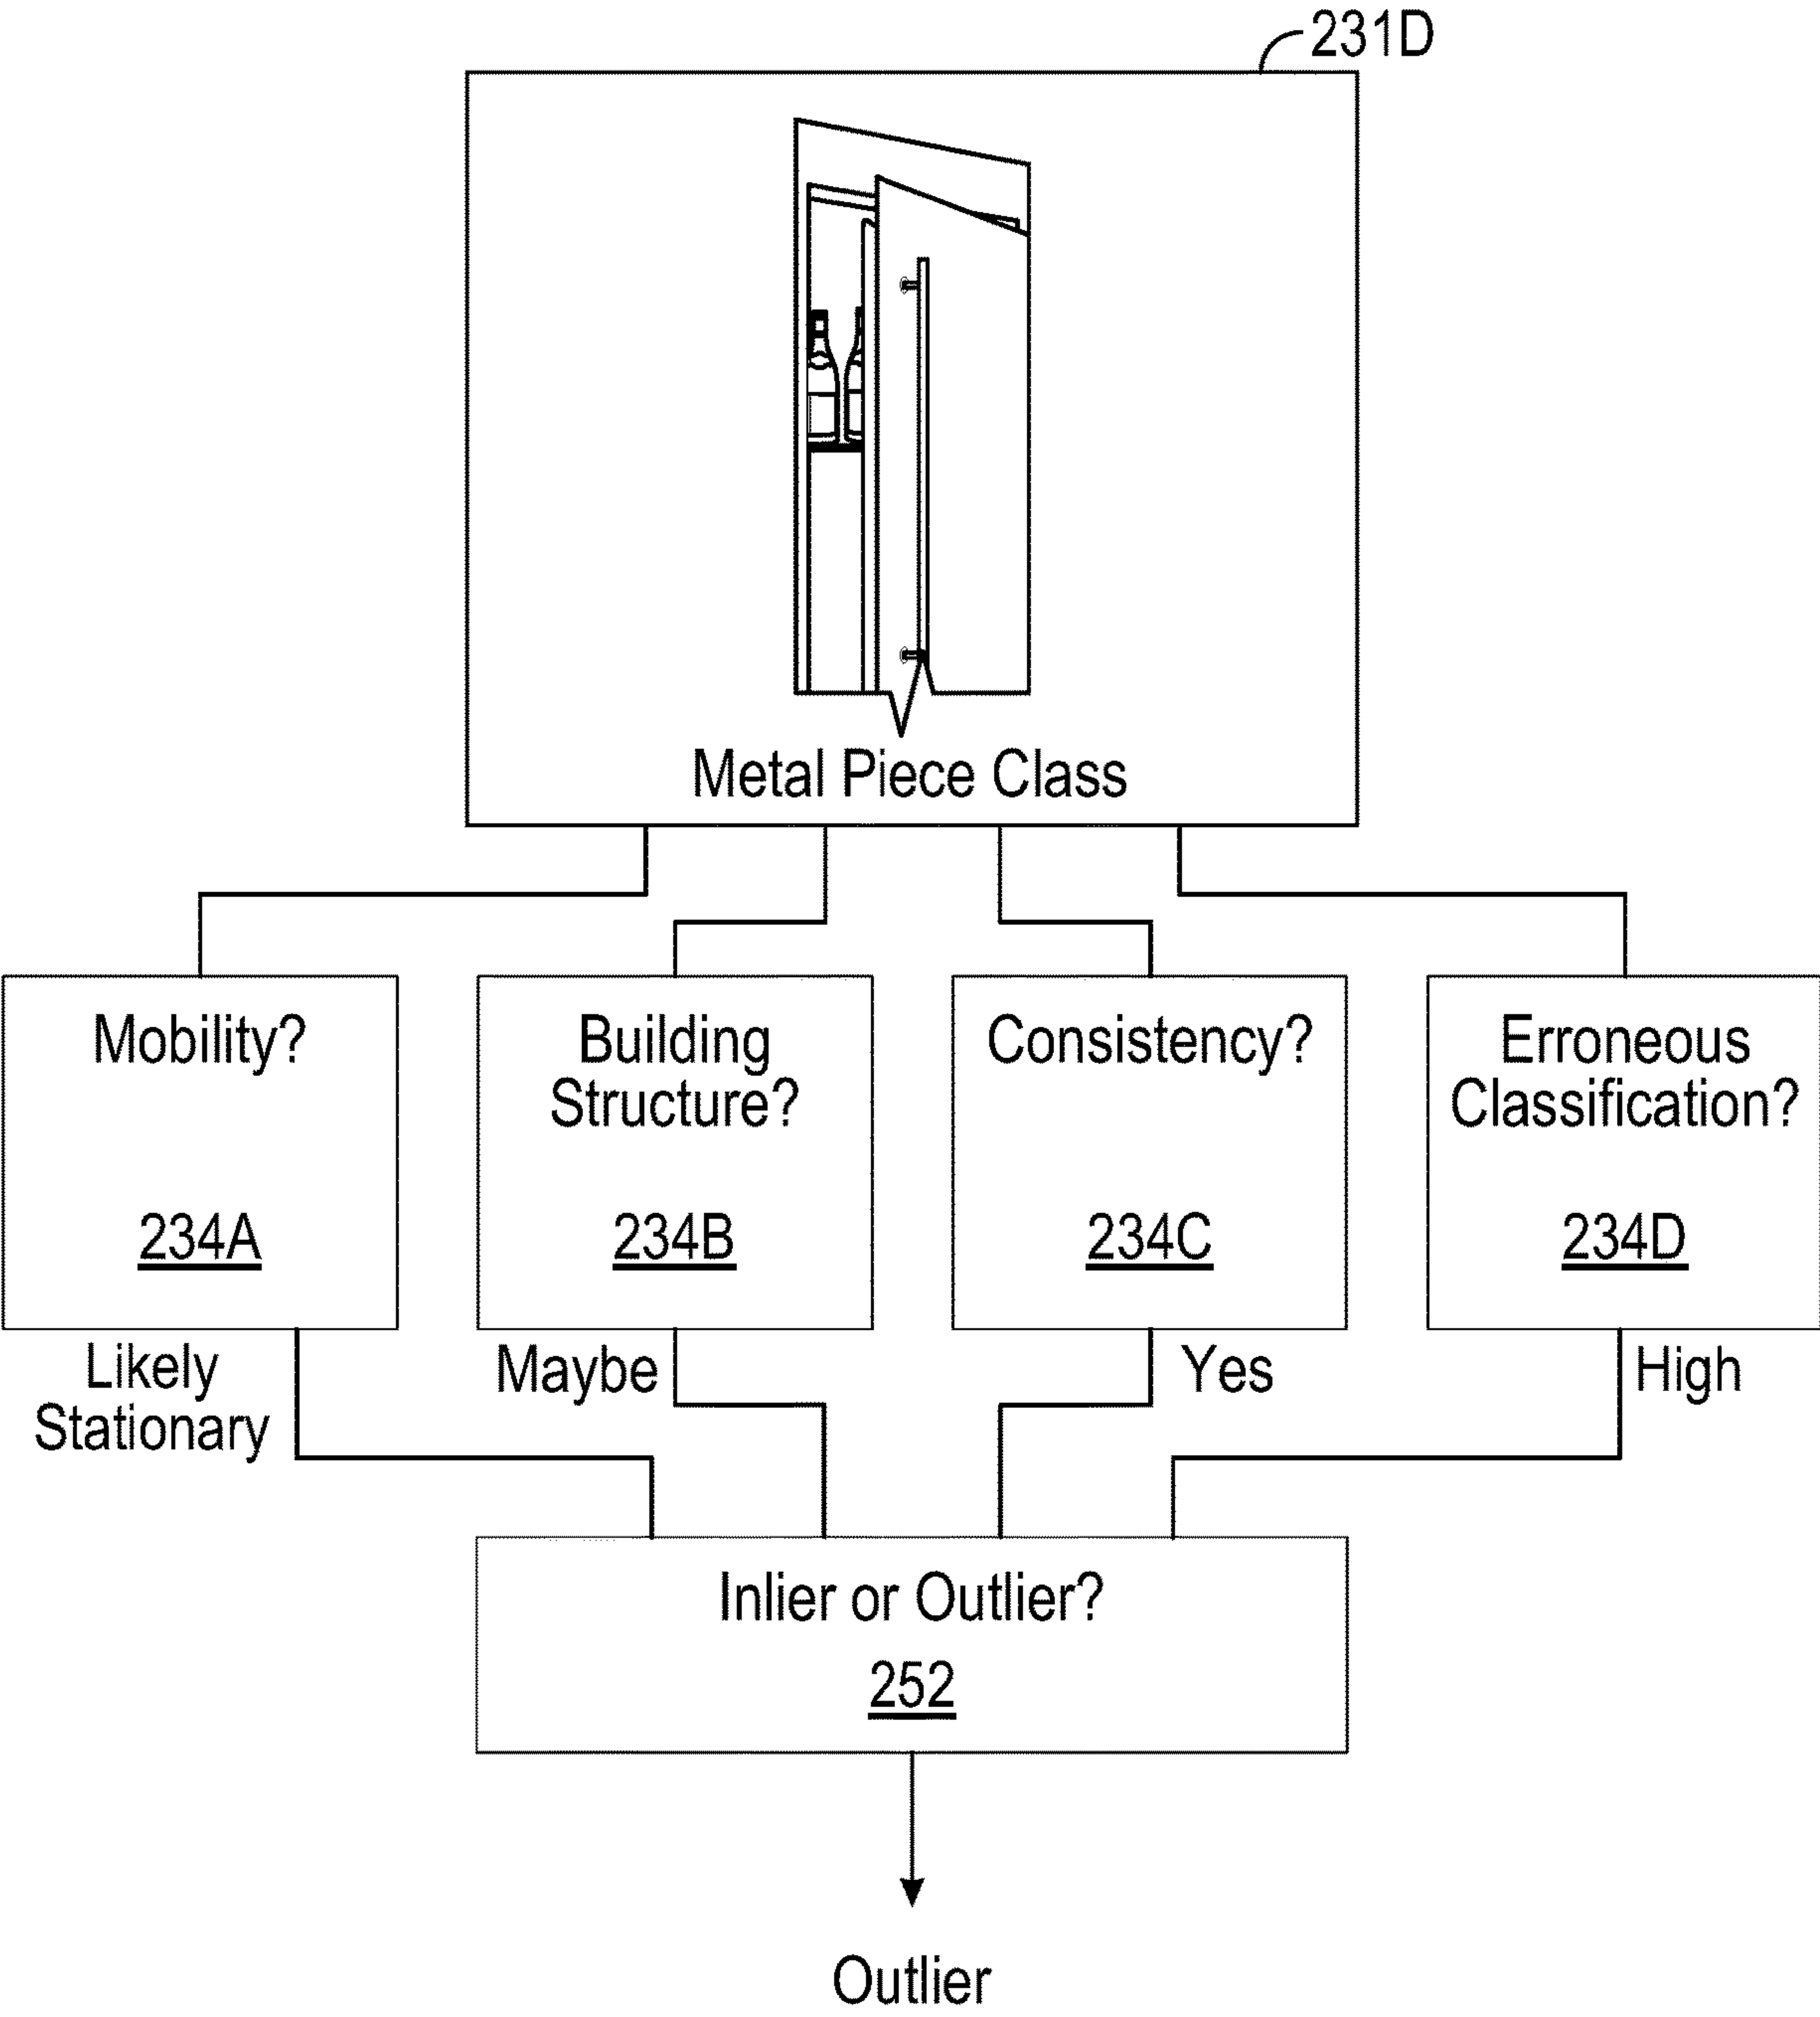 231D
Metal Piece Class
Mobility?
234A
Building
Structure?
234B
Consistency?
234C
Erroneous
Classification?
234D
Likely
Stationary
Maybe
Yes
High
Inlier or Outlier?
252
Outlier